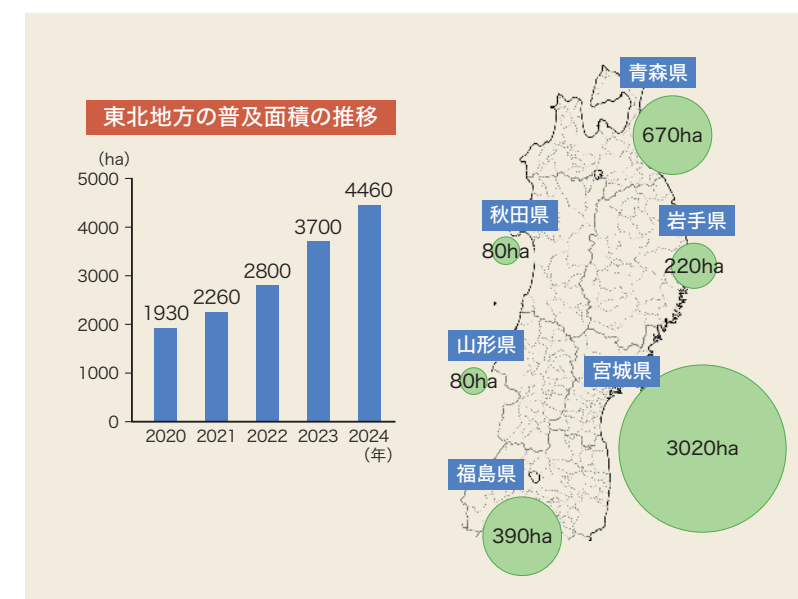 東北地方の普及面積の推移
（ha）
5000
4000
3000
2000
1000
0
1930
2260
2800
3700
4460
2020 2021 2022 2023 2024
（年）
青森県
670ha
秋田県
80ha
岩手県
220ha
山形県
80ha
宮城県
3020ha
福島県
390ha